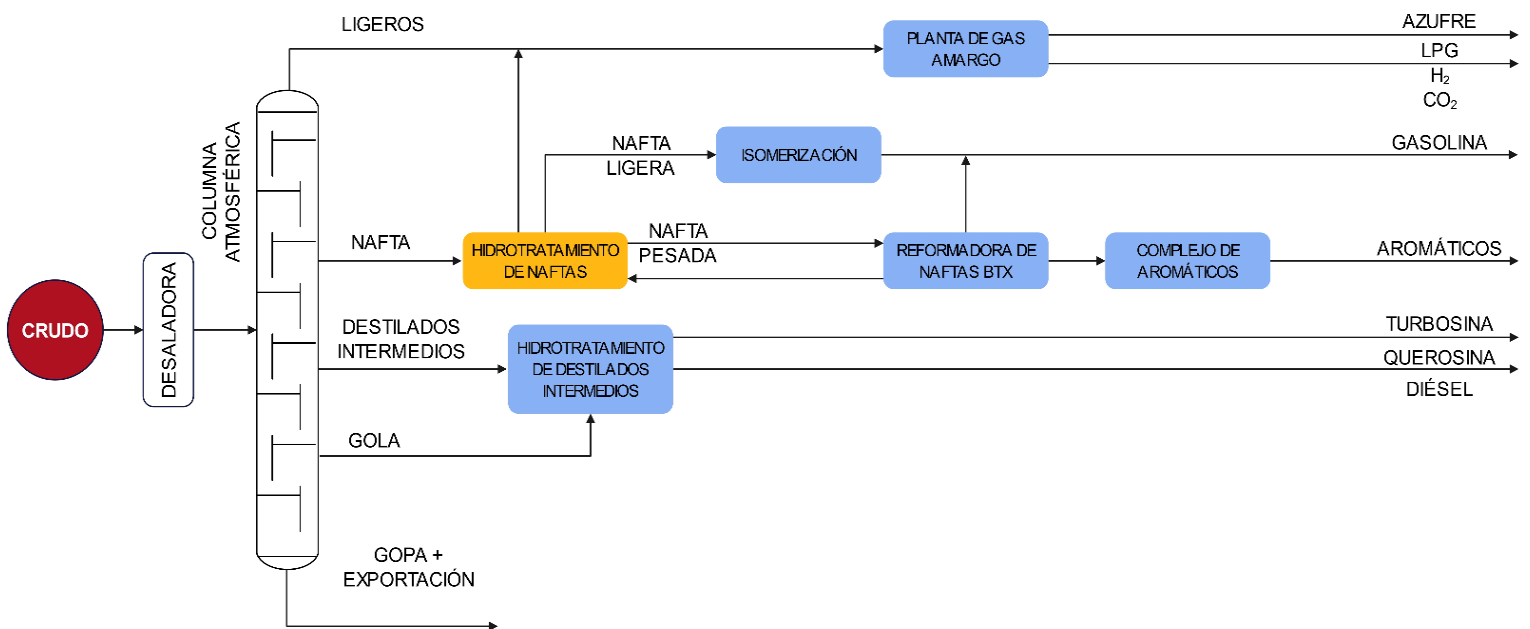 LIGEROS
PLANTA DE GAS
AMARGO
AZUFRE
LPG
H₂
CO₂
COLUMNA
ATMOSFÉRICA
NAFTA
LIGERA
ISOMERIZACIÓN
GASOLINA
NAFTA
HIDROTRATAMIENTO
DE NAFTAS
NAFTA
PESADA
REFORMADORA DE
NAFTAS BTX
COMPLEJO DE
AROMÁTICOS
AROMÁTICOS
CRUDO
DESALADORA
DESTILADOS
INTERMEDIOS
HIDROTRATAMIENTO
DE DESTILADOS
INTERMEDIOS
TURBOSINA
QUEROSINA
DIÉSEL
GOLA
GOPA +
EXPORTACIÓN